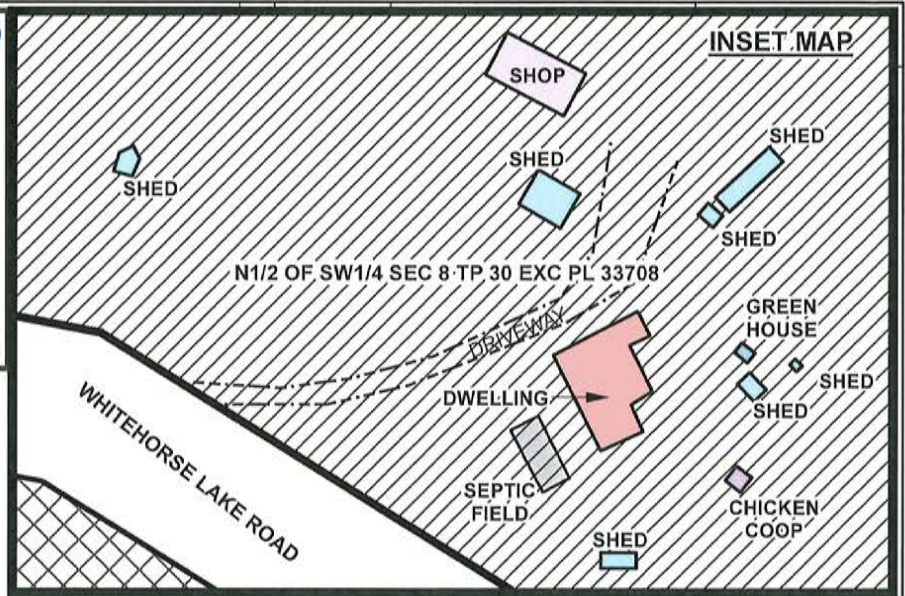 INSET MAP
SHOP
SHED
SHED
SHED
SHED
N1/2 OF SW1/4 SEC 8 TP 30 EXC PL 33708
DRIVEWAY
GREEN
HOUSE
SHED
SHED
DWELLING
WHITEHORSE LAKE ROAD
SEPTIC
FIELD
CHICKEN
COOP
SHED